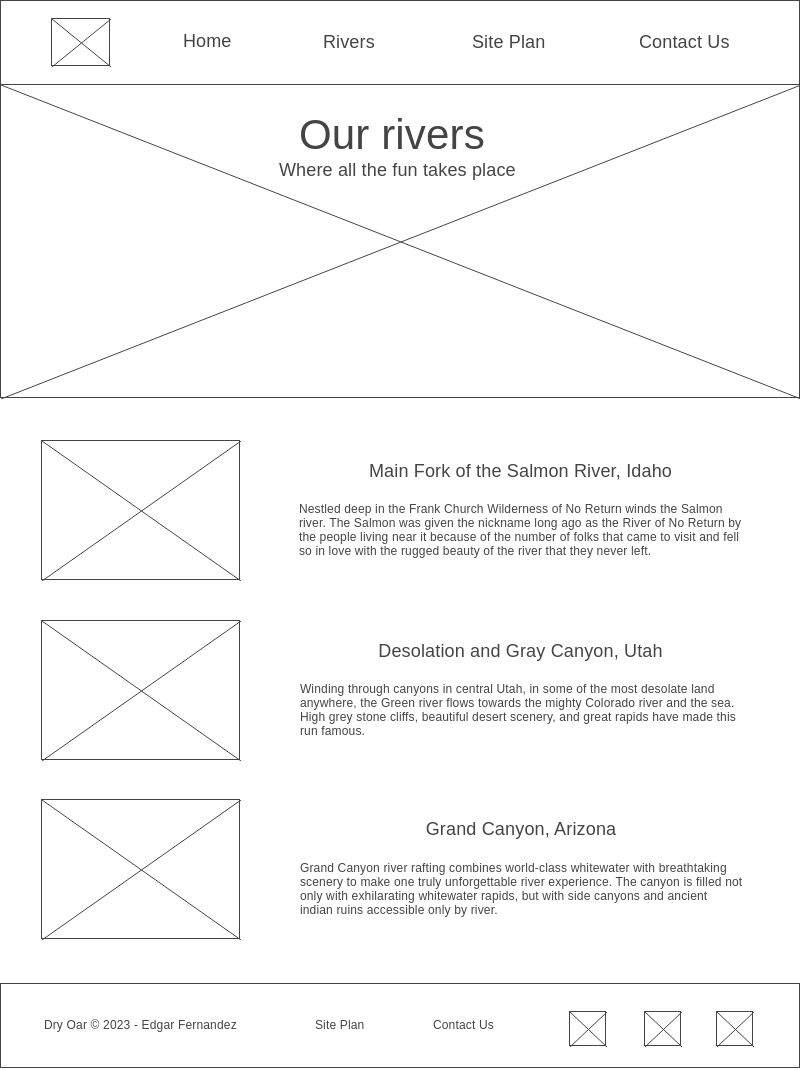 Home
Rivers
Site Plan
Contact Us
Our rivers
Where all the fun takes place
Main Fork of the Salmon River, Idaho
Nestled deep in the Frank Church Wilderness of No Return winds the Salmon
river. The Salmon was given the nickname long ago as the River of No Return by
the people living near it because of the number of folks that came to visit and fell
so in love with the rugged beauty of the river that they never left.
Desolation and Gray Canyon, Utah
Winding through canyons in central Utah, in some of the most desolate land
anywhere, the Green river flows towards the mighty Colorado river and the sea.
High grey stone cliffs, beautiful desert scenery, and great rapids have made this
run famous.
Grand Canyon, Arizona
Grand Canyon river rafting combines world-class whitewater with breathtaking
scenery to make one truly unforgettable river experience. The canyon is filled not
only with exhilarating whitewater rapids, but with side canyons and ancient
indian ruins accessible only by river.
Dry Oar © 2023 - Edgar Fernandez
Site Plan
Contact Us